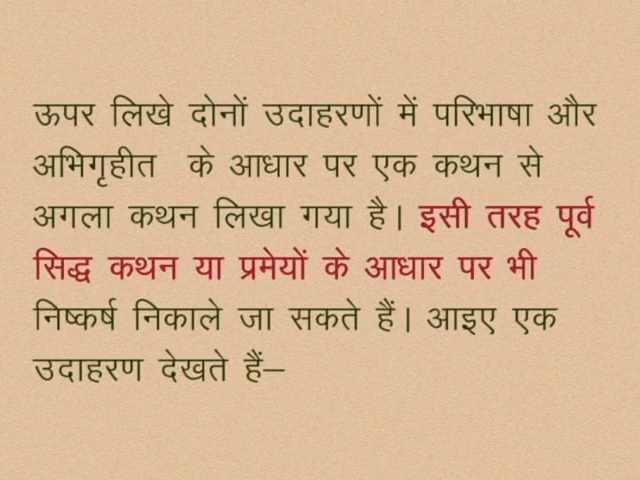 ऊपर लिखे दोनों उदाहरणों में परिभाषा और
अभिगृहीत के आधार पर एक कथन से
अगला कथन लिखा गया है। इसी तरह पूर्व
सिद्ध कथन या प्रमेयों के आधार पर भी
निष्कर्ष निकाले जा सकते हैं। आइए एक
उदाहरण देखते हैं–